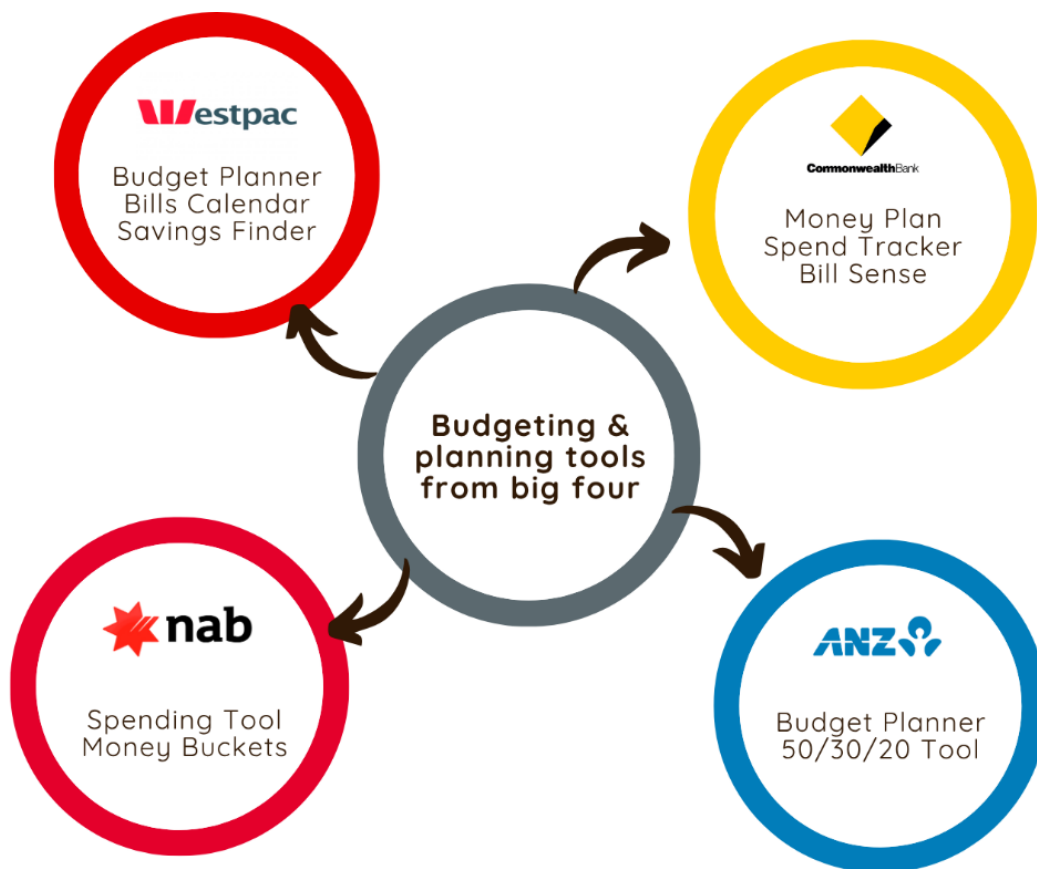 Westpac
Budget Planner
Bills Calendar
Savings Finder
CommonwealthBank
Money Plan
Spend Tracker
Bill Sense
Budgeting &
planning tools
from big four
nab
Spending Tool
Money Buckets
ANZ
Budget Planner
50/30/20 Tool